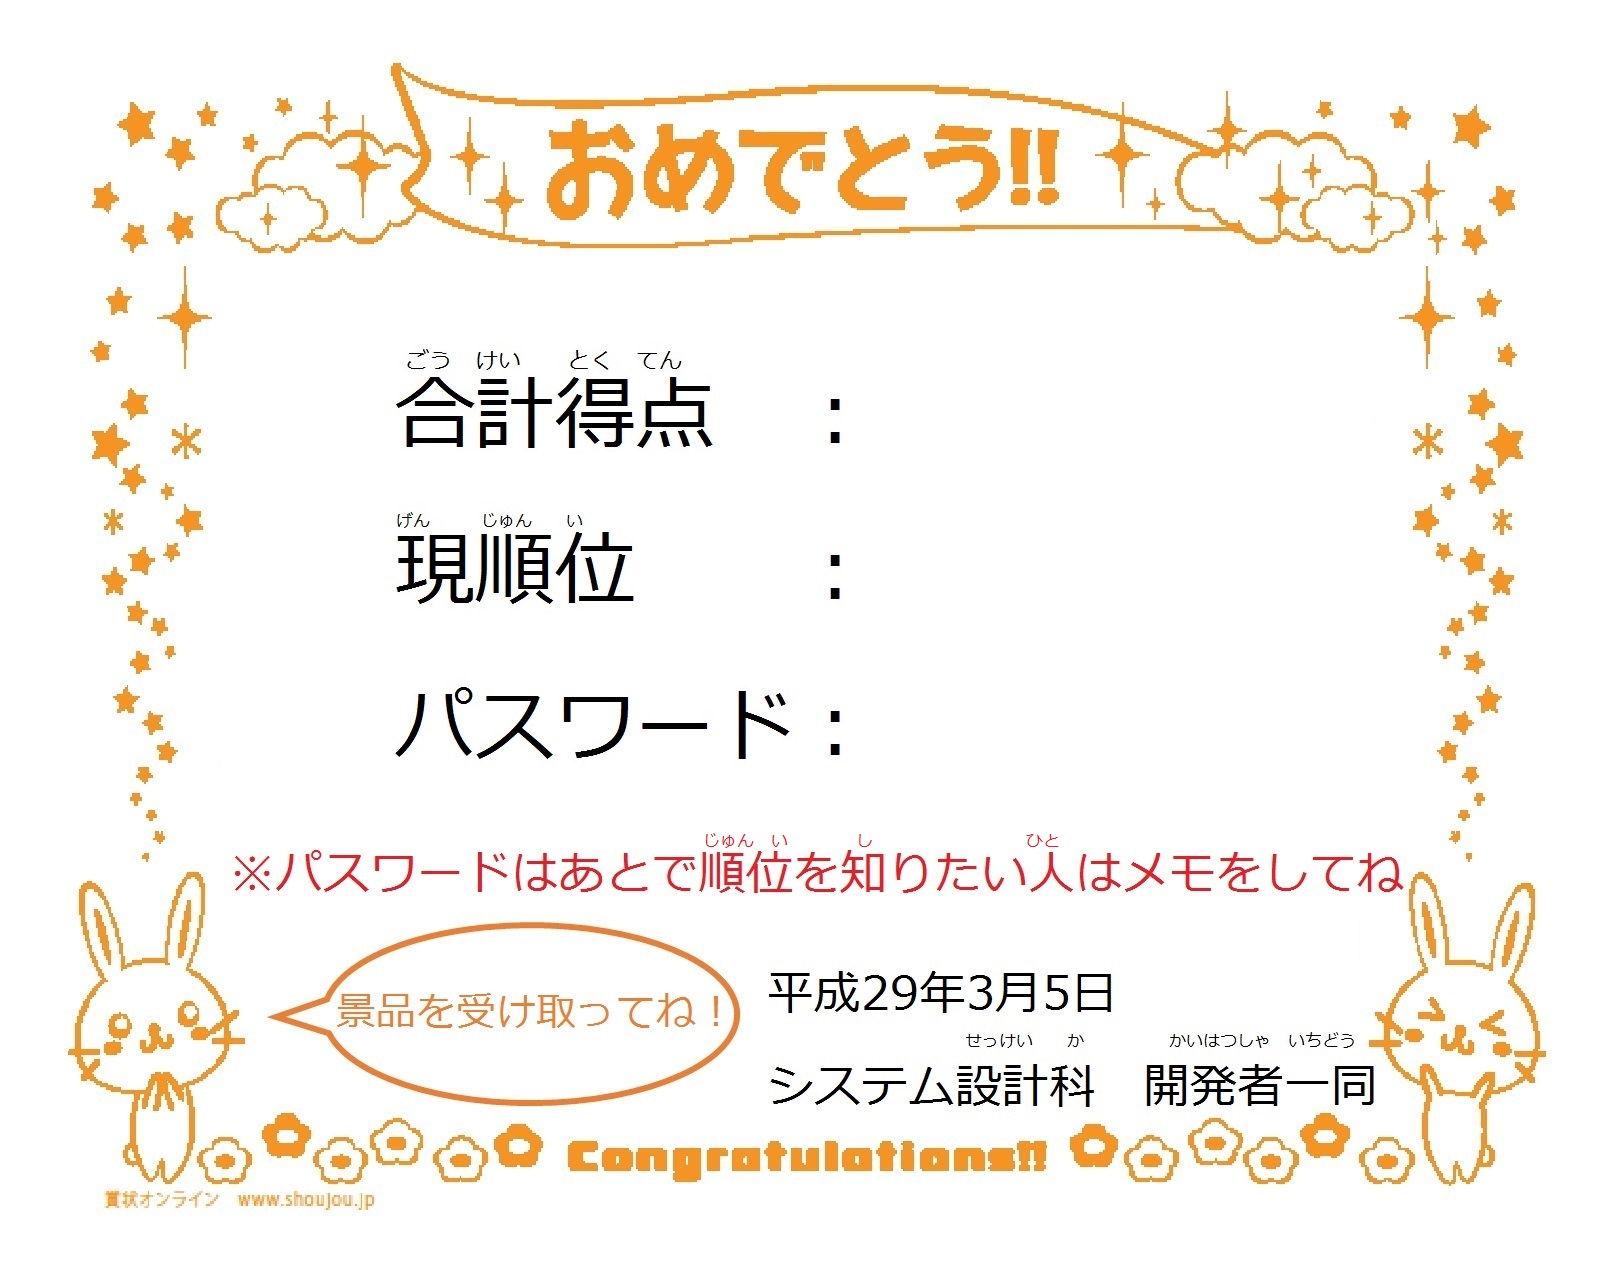 おめでとう!!
ごう けい とく てん
合計得点　：
げん じゅん い
現順位　　：
パスワード：
じゅん い し ひと
※パスワードはあとで順位を知りたい人はメモをしてね
景品を受け取ってね！
平成29年3月5日
せっけい か かいはつしゃ いちどう
システム設計科　開発者一同
Congratulations!!
賞状オンライン　www.shoujou.jp